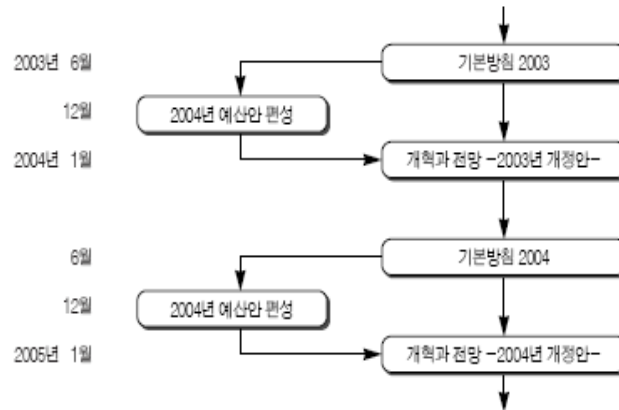 2003년 6월
기본방침 2003
12월
2004년 예산안 편성
2004년 1월
개혁과 전망 -2003년 개정안-
6월
기본방침 2004
12월
2004년 예산안 편성
2005년 1월
개혁과 전망 -2004년 개정안-